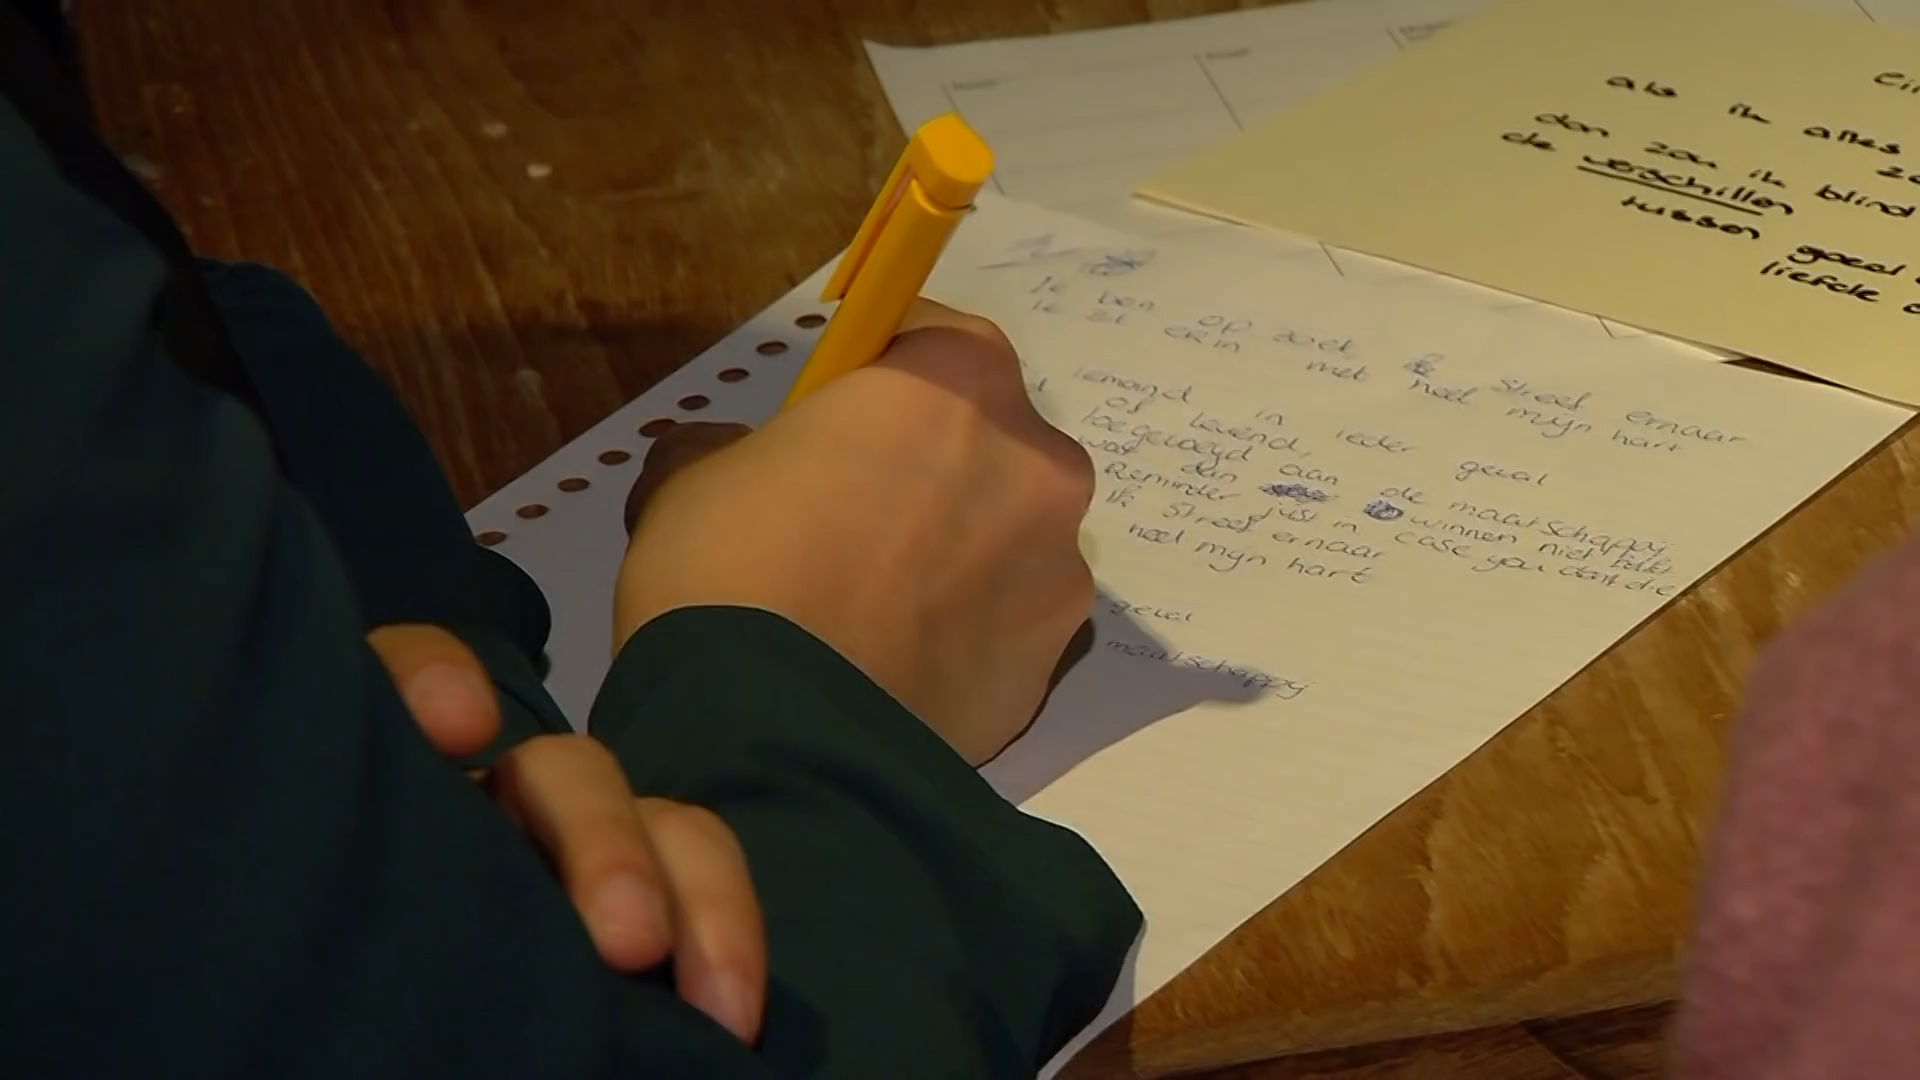 als ik alles
dan zou ik blind
de verschillen
tussen goed
liefde
Ik ben op zoek, Ik streef ernaar
Ik zit erin met heel mijn hart
iemand in ieder geval
of levend,
toegevoegd aan de maatschappij
wat dan winnen niet
Reminder just in case you don't die
Ik streef ernaar
heel mijn hart
geval
maatschappij